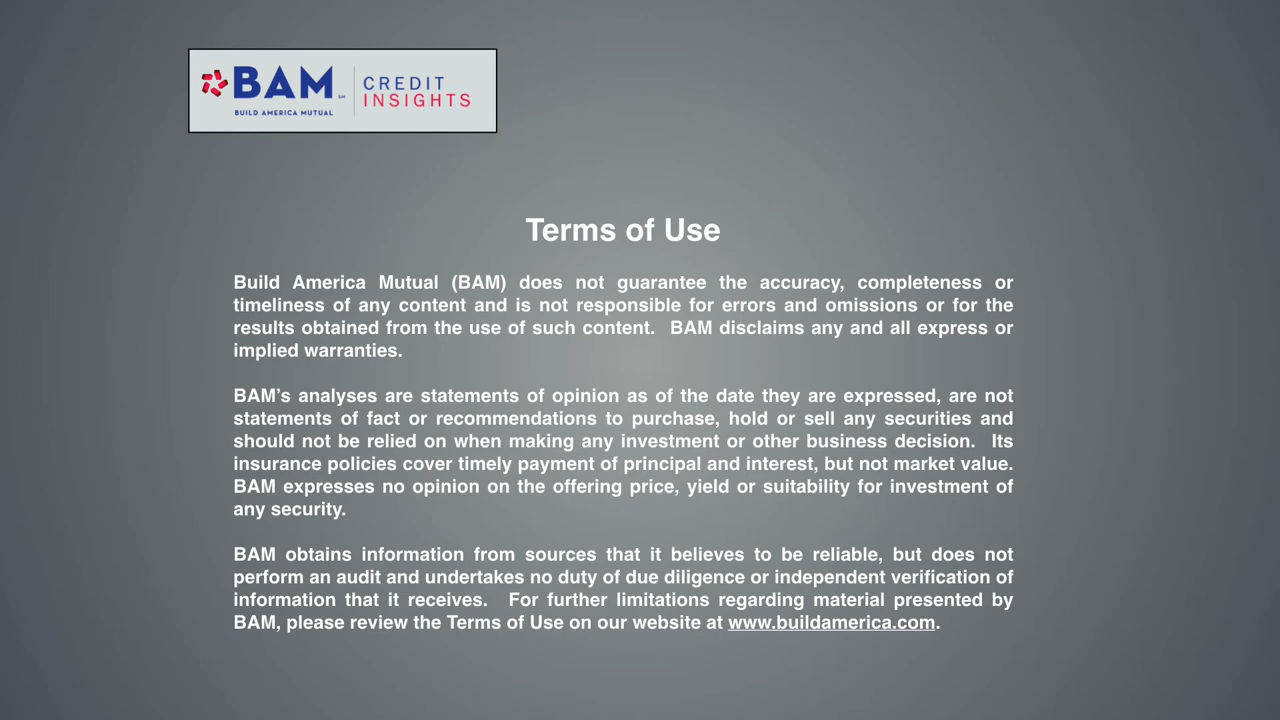 BAM SM
BUILD AMERICA MUTUAL
CREDIT
INSIGHTS
Terms of Use
Build America Mutual (BAM) does not guarantee the accuracy, completeness or
timeliness of any content and is not responsible for errors and omissions or for the
results obtained from the use of such content. BAM disclaims any and all express or
implied warranties.
BAM’s analyses are statements of opinion as of the date they are expressed, are not
statements of fact or recommendations to purchase, hold or sell any securities and
should not be relied on when making any investment or other business decision. Its
insurance policies cover timely payment of principal and interest, but not market value.
BAM expresses no opinion on the offering price, yield or suitability for investment of
any security.
BAM obtains information from sources that it believes to be reliable, but does not
perform an audit and undertakes no duty of due diligence or independent verification of
information that it receives. For further limitations regarding material presented by
BAM, please review the Terms of Use on our website at www.buildamerica.com.